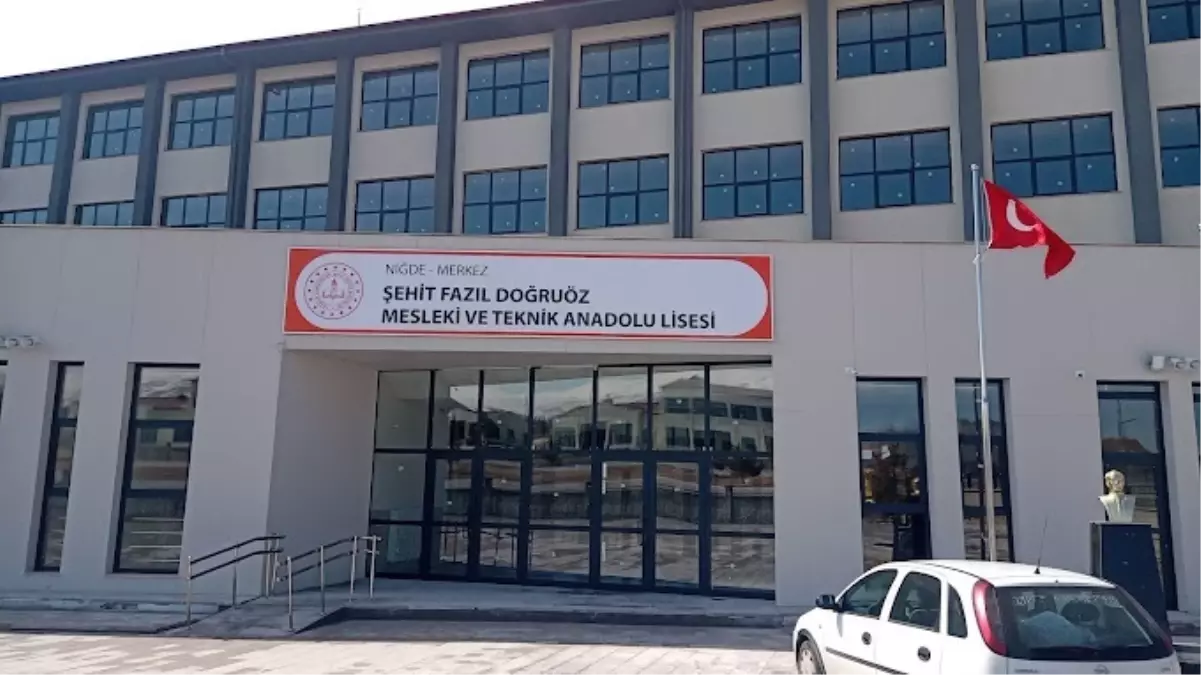 NİĞDE - MERKEZ
ŞEHİT FAZIL DOĞRUÖZ
MESLEKİ VE TEKNİK ANADOLU LİSESİ